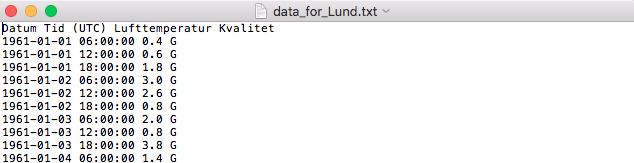 data_for_Lund.txt
Datum Tid (UTC) Lufttemperatur Kvalitet
1961-01-01 06:00:00 0.4 G
1961-01-01 12:00:00 0.6 G
1961-01-01 18:00:00 1.8 G
1961-01-02 06:00:00 3.0 G
1961-01-02 12:00:00 2.6 G
1961-01-02 18:00:00 0.8 G
1961-01-03 06:00:00 2.0 G
1961-01-03 12:00:00 0.8 G
1961-01-03 18:00:00 3.8 G
1961-01-04 06:00:00 1.4 G